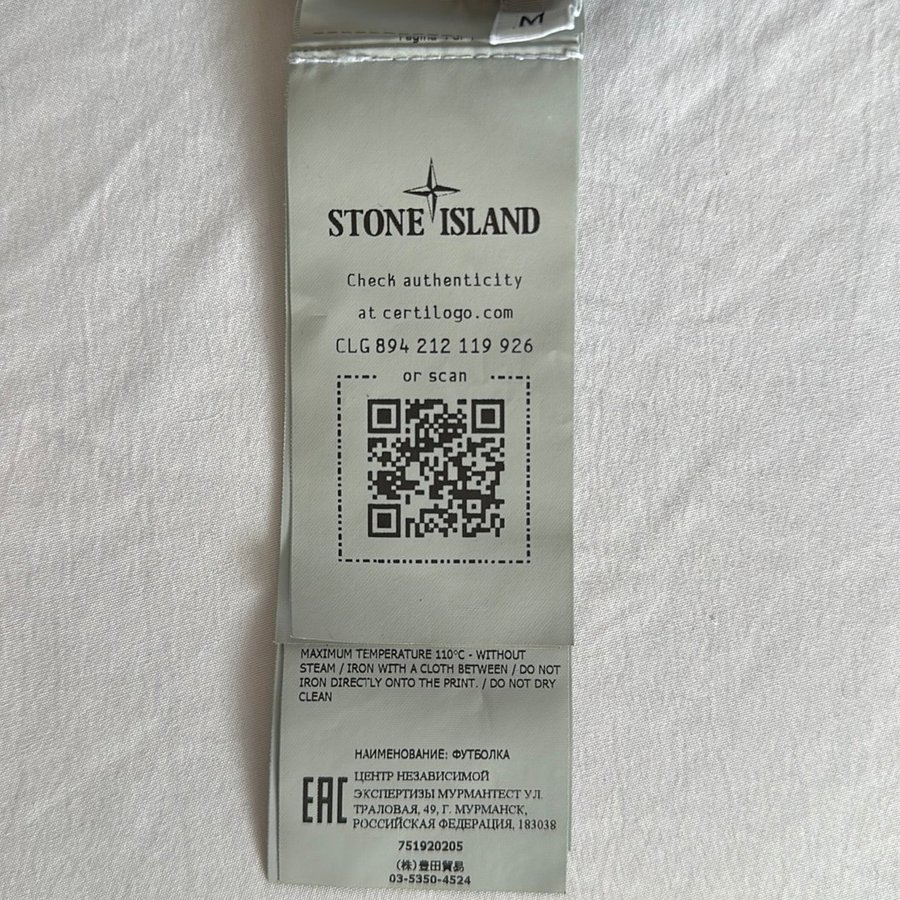 M
STONE ISLAND
Check authenticity
at certilogo.com
CLG 894 212 119 926
or scan
MAXIMUM TEMPERATURE 110°C - WITHOUT
STEAM / IRON WITH A CLOTH BETWEEN / DO NOT
IRON DIRECTLY ONTO THE PRINT. / DO NOT DRY
CLEAN
НАИМЕНОВАНИЕ: ФУТБОЛКА
EAC
ЦЕНТР НЕЗАВИСИМОЙ
ЭКСПЕРТИЗЫ МУРМАНТЕСТ УЛ.
ТРАЛОВАЯ, 49, Г. МУРМАНСК,
РОССИЙСКАЯ ФЕДЕРАЦИЯ, 183038
751920205
(株)豊田貿易
03-5350-4524